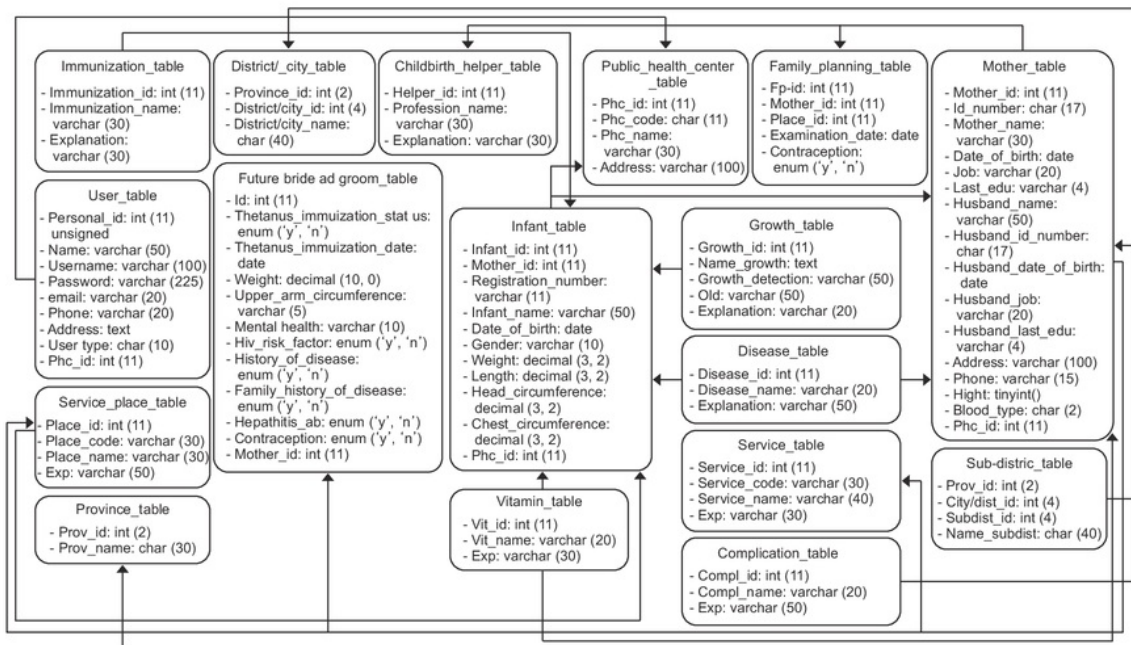 Immunization_table
- Immunization_id: int (11)
- Immunization_name:
varchar (30)
- Explanation:
varchar (30)
District/_city_table
- Province_id: int (2)
- District/city_id: int (4)
- District/city_name:
char (40)
Childbirth_helper_table
- Helper_id: int (11)
- Profession_name:
varchar (30)
- Explanation: varchar (30)
Public_health_center
_table
- Phc_id: int (11)
- Phc_code: char (11)
- Phc_name:
varchar (30)
- Address: varchar (100)
Family_planning_table
- Fp-id: int (11)
- Mother_id: int (11)
- Place_id: int (11)
- Examination_date: date
- Contraception:
enum (‘y’, ‘n’)
Mother_table
- Mother_id: int (11)
- Id_number: char (17)
- Mother_name:
varchar (30)
- Date_of_birth: date
- Job: varchar (20)
- Last_edu: varchar (4)
- Husband_name:
varchar (50)
- Husband_id_number:
char (17)
- Husband_date_of_birth:
date
- Husband_job:
varchar (20)
- Husband_last_edu:
varchar (4)
- Address: varchar (100)
- Phone: varchar (15)
- Hight: tinyint()
- Blood_type: char (2)
- Phc_id: int (11)
User_table
- Personal_id: int (11)
unsigned
- Name: varchar (50)
- Username: varchar (100)
- Password: varchar (225)
- email: varchar (20)
- Phone: varchar (20)
- Address: text
- User type: char (10)
- Phc_id: int (11)
Future bride ad groom_table
- Id: int (11)
- Thetanus_immuization_stat us:
enum (‘y’, ‘n’)
- Thetanus_immuization_date:
date
- Weight: decimal (10, 0)
- Upper_arm_circumference:
varchar (5)
- Mental health: varchar (10)
- Hiv_risk_factor: enum (‘y’, ‘n’)
- History_of_disease:
enum (‘y’, ‘n’)
- Family_history_of_disease:
enum (‘y’, ‘n’)
- Hepathitis_ab: enum (‘y’, ‘n’)
- Contraception: enum (‘y’, ‘n’)
- Mother_id: int (11)
Infant_table
- Infant_id: int (11)
- Mother_id: int (11)
- Registration_number:
varchar (11)
- Infant_name: varchar (50)
- Date_of_birth: date
- Gender: varchar (10)
- Weight: decimal (3, 2)
- Length: decimal (3, 2)
- Head_circumference:
decimal (3, 2)
- Chest_circumference:
decimal (3, 2)
- Phc_id: int (11)
Growth_table
- Growth_id: int (11)
- Name_growth: text
- Growth_detection: varchar (50)
- Old: varchar (50)
- Explanation: varchar (20)
Disease_table
- Disease_id: int (11)
- Disease_name: varchar (20)
- Explanation: varchar (50)
Service_place_table
- Place_id: int (11)
- Place_code: varchar (30)
- Place_name: varchar (30)
- Exp: varchar (50)
Service_table
- Service_id: int (11)
- Service_code: varchar (30)
- Service_name: varchar (40)
- Exp: varchar (30)
Sub-distric_table
- Prov_id: int (2)
- City/dist_id: int (4)
- Subdist_id: int (4)
- Name_subdist: char (40)
Province_table
- Prov_id: int (2)
- Prov_name: char (30)
Vitamin_table
- Vit_id: int (11)
- Vit_name: varchar (20)
- Exp: varchar (30)
Complication_table
- Compl_id: int (11)
- Compl_name: varchar (20)
- Exp: varchar (50)